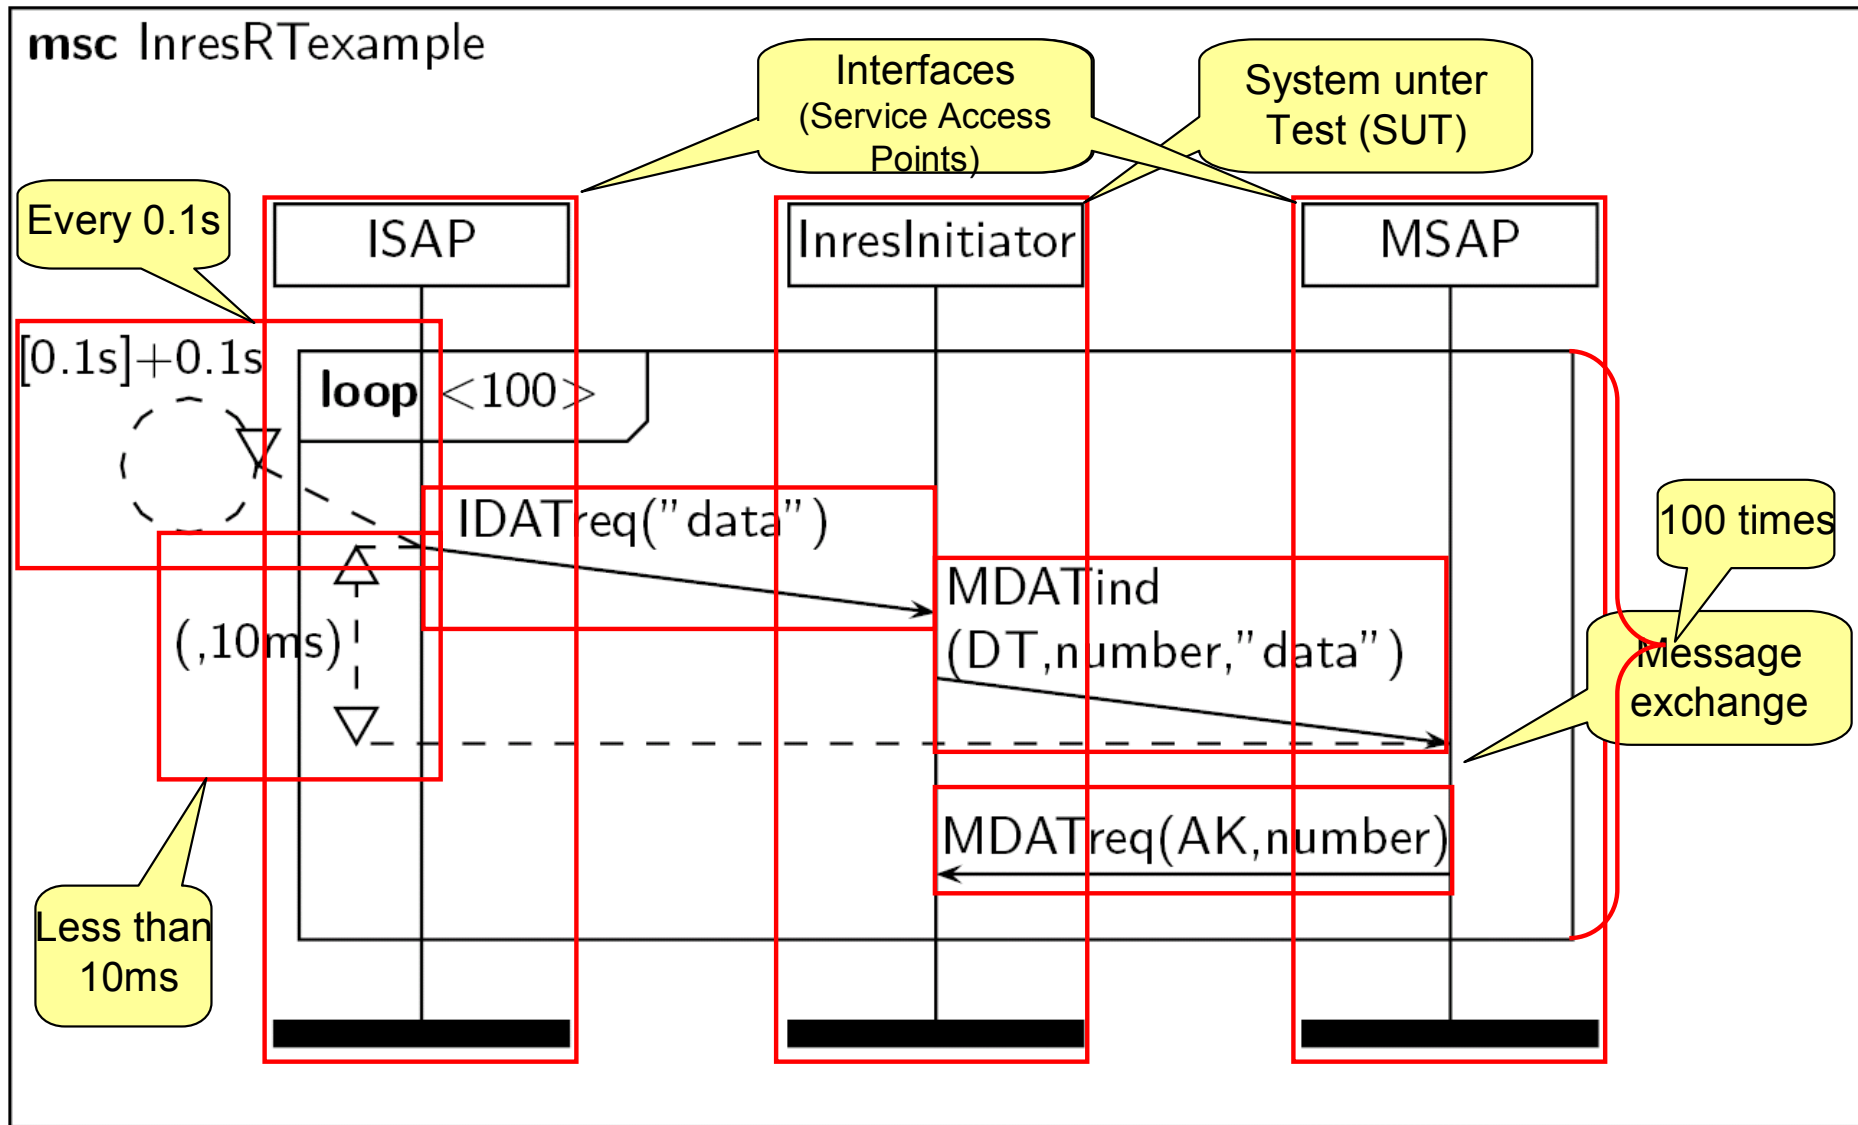 msc InresRTexample
Interfaces
(Service Access
Points)
System unter
Test (SUT)
Every 0.1s
ISAP
InresInitiator
MSAP
[0.1s]+0.1s
loop <100>
IDATreq("data")
MDATind
(DT,number,"data")
(,10ms)
100 times
Message
exchange
MDATreq(AK,number)
Less than
10ms